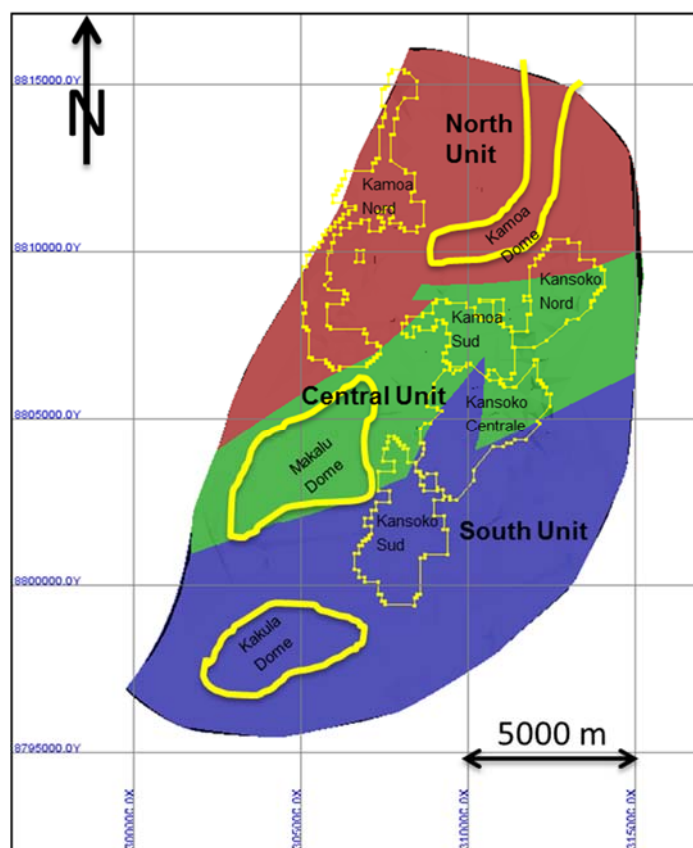 8815000.0Y
N
North
Unit
Kamoa
Nord
Kamoa
Dome
8810000.0Y
Kansoko
Nord
Kamoa
Sud
8805000.0Y
Central Unit
Kansoko
Centrale
Makalu
Dome
Kansoko
Sud
South Unit
8800000.0Y
Kakula
Dome
8795000.0Y
5000 m
300000.0X
305000.0X
310000.0X
315000.0X